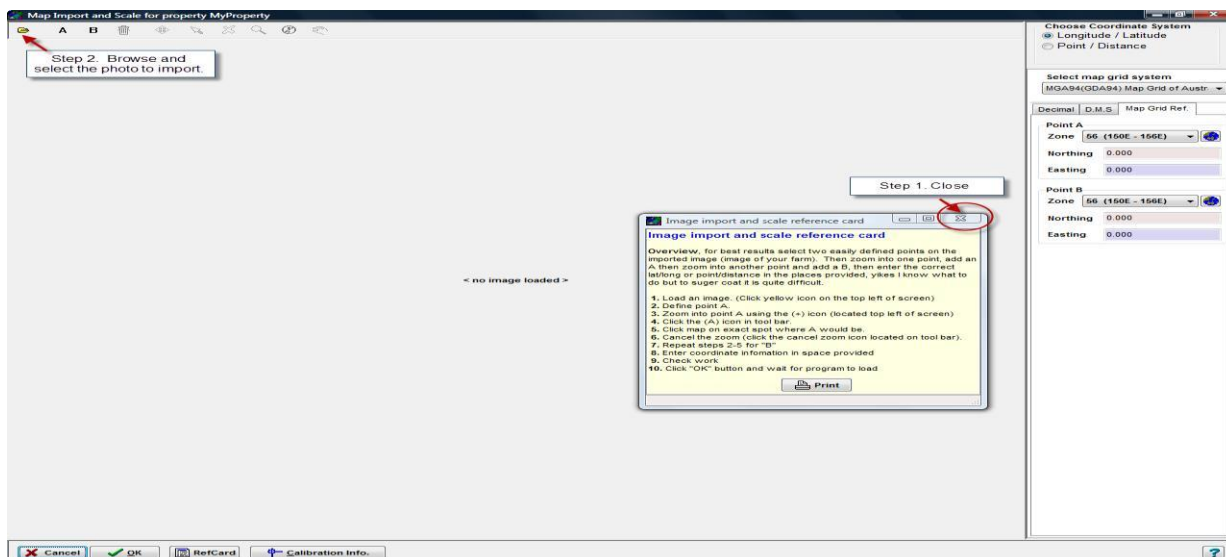 Map Import and Scale for property MyProperty
A B
Step 2. Browse and
select the photo to import.
Choose Coordinate System
Longitude / Latitude
Point / Distance
Select map grid system
MGA94(GDA94) Map Grid of Austr
Decimal D.M.S Map Grid Ref.
Point A
Zone 56 (150E - 156E)
Northing 0.000
Easting 0.000
Point B
Zone 56 (150E - 156E)
Northing 0.000
Easting 0.000
Step 1. Close
Image import and scale reference card
Image import and scale reference card
Overview, for best results select two easily defined points on the
imported image (image of your farm). Then zoom into one point, add an
A then zoom into another point and add a B, then enter the correct
lat/long or point/distance in the places provided, yikes I know what to
do but to suger coat it is quite difficult.
1. Load an image. (Click yellow icon on the top left of screen)
2. Define point A.
3. Zoom into point A using the (+) icon (located top left of screen)
4. Click the (A) icon in tool bar.
5. Click map on exact spot where A would be.
6. Cancel the zoom (click the cancel zoom icon located on tool bar).
7. Repeat steps 2-5 for "B"
8. Enter coordinate infomation in space provided
9. Check work
10. Click "OK" button and wait for program to load
Print
< no image loaded >
Cancel OK RefCard Calibration Info. ?